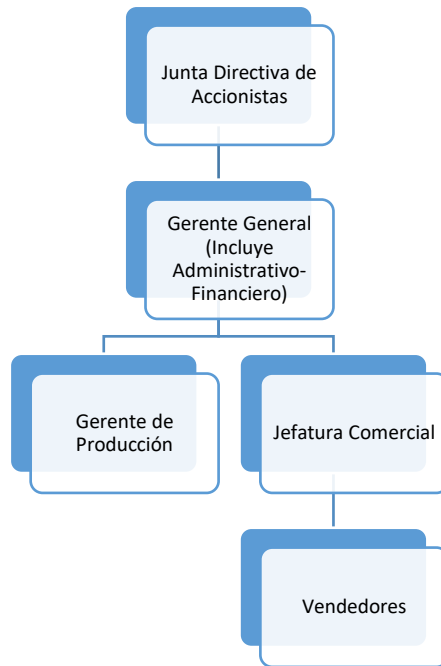 Junta Directiva de
Accionistas
Gerente General
(Incluye
Administrativo-
Financiero)
Gerente de
Producción
Jefatura Comercial
Vendedores